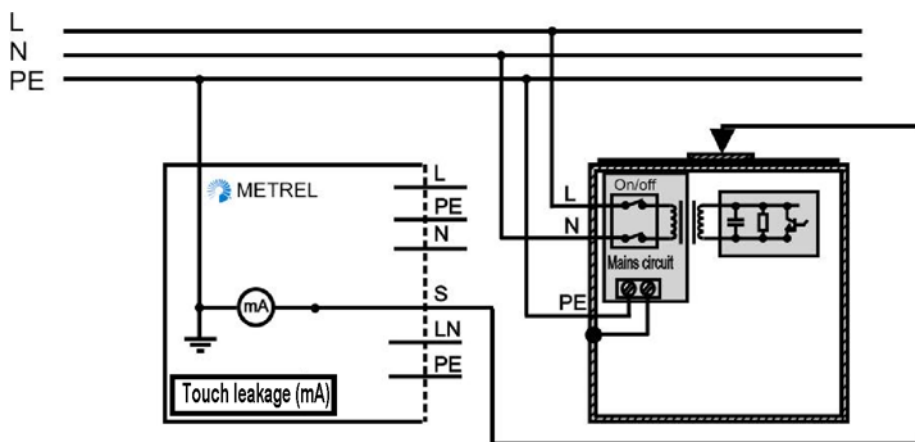 L
N
PE
METREL
L
PE
N
S
LN
PE
mA
Touch leakage (mA)
On/off
L
N
Mains circuit
PE